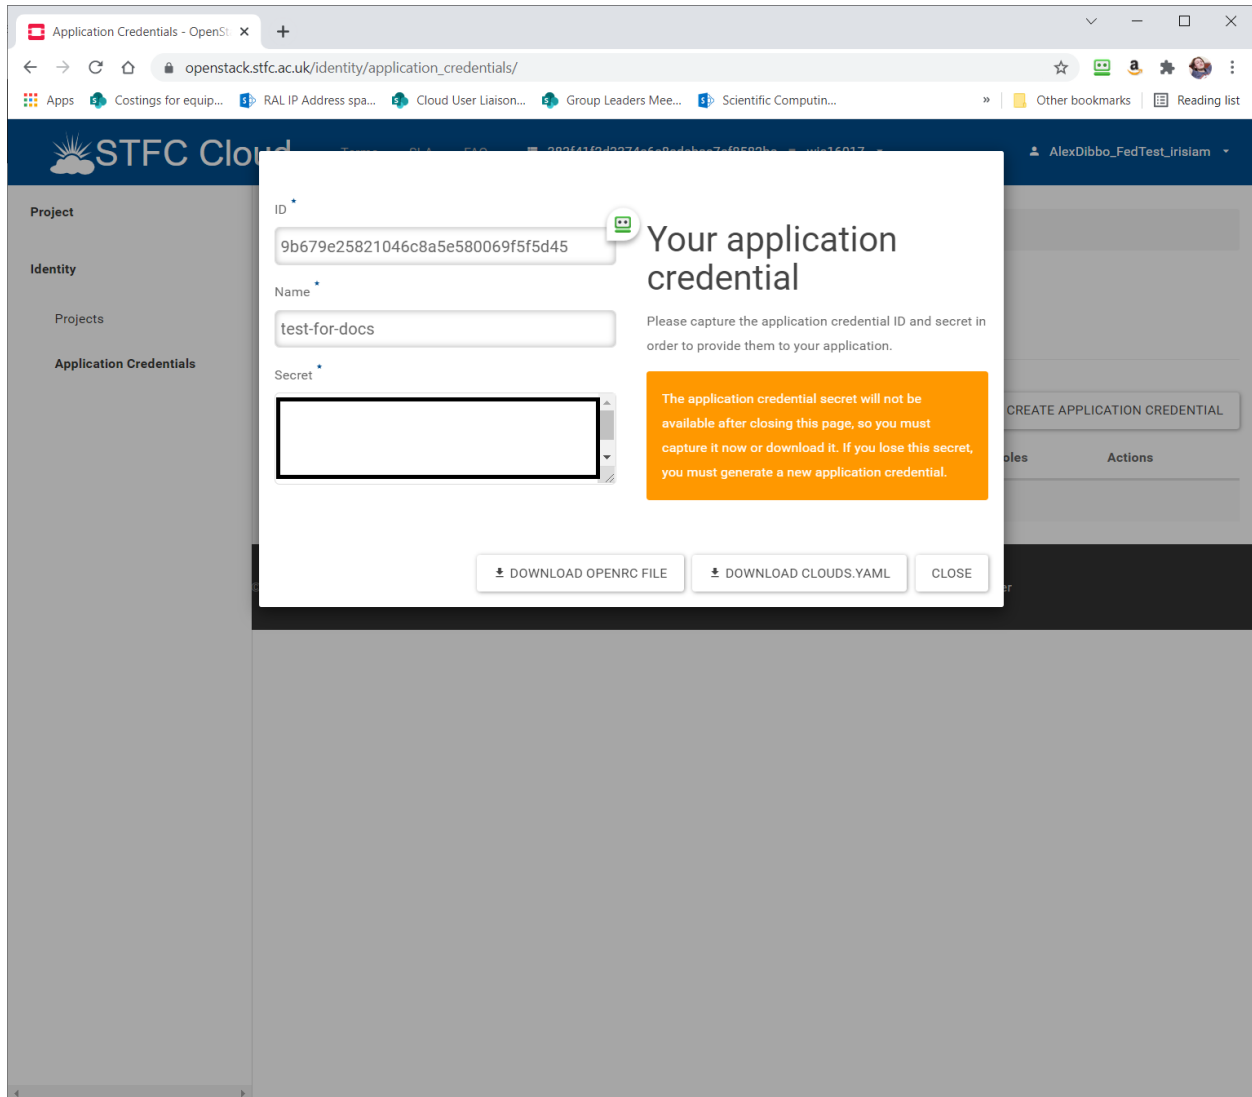 Application Credentials - OpenSt
openstack.stfc.ac.uk/identity/application_credentials/
Apps Costings for equip... RAL IP Address spa... Cloud User Liaison... Group Leaders Mee... Scientific Computin... » Other bookmarks Reading list
STFC Cloud
AlexDibbo_FedTest_irisiam
Project
Identity
Projects
Application Credentials
ID *
9b679e25821046c8a5e580069f5f5d45
Name *
test-for-docs
Secret *
Your application
credential
Please capture the application credential ID and secret in
order to provide them to your application.
The application credential secret will not be
available after closing this page, so you must
capture it now or download it. If you lose this secret,
you must generate a new application credential.
DOWNLOAD OPENRC FILE
DOWNLOAD CLOUDS.YAML
CLOSE
CREATE APPLICATION CREDENTIAL
oles Actions
er